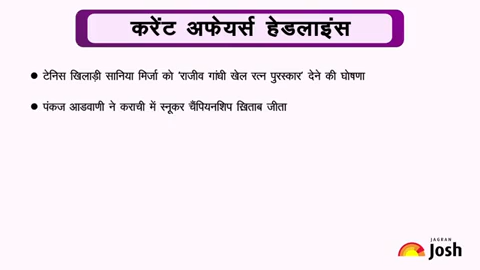 करेंट अफेयर्स हेडलाइंस
● टेनिस खिलाड़ी सानिया मिर्जा को 'राजीव गांधी खेल रत्न पुरस्कार' देने की घोषणा
● पंकज आडवाणी ने कराची में स्नूकर चैंपियनशिप ख़िताब जीता
JAGRAN
Josh